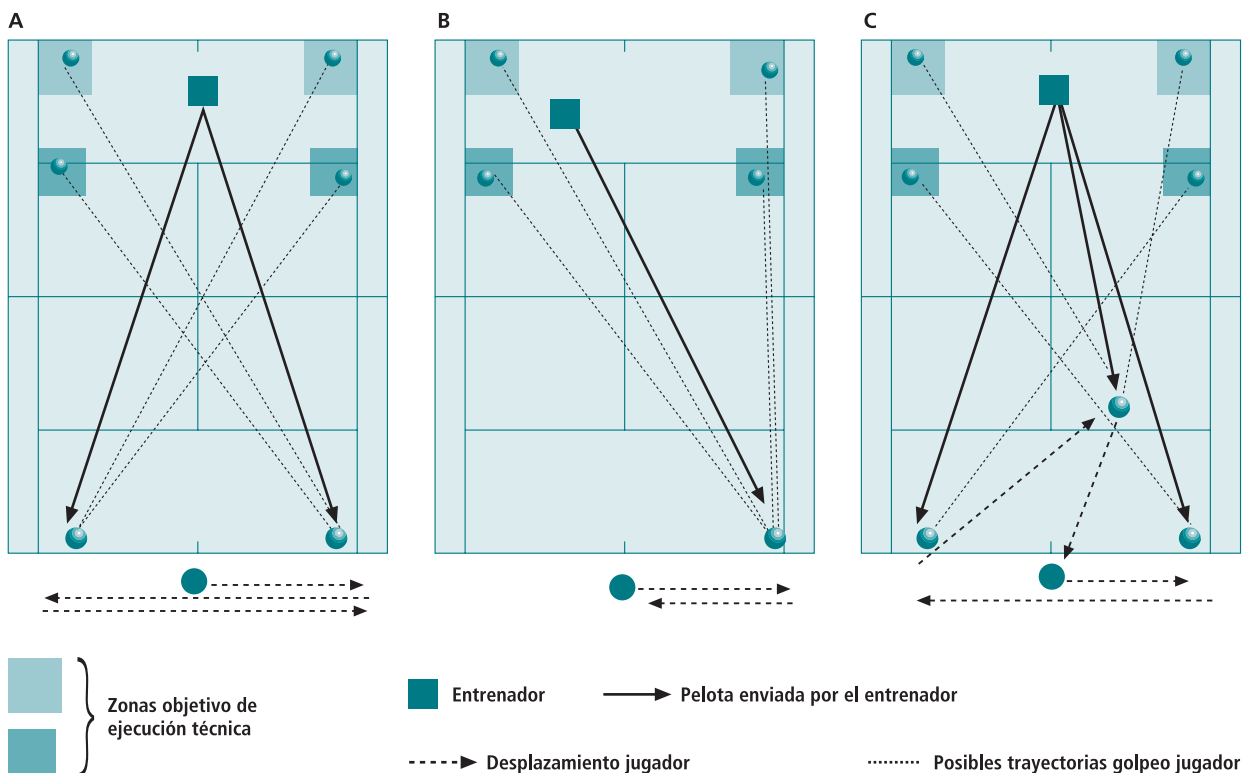 A
B
C
Zonas objetivo de
ejecución técnica
Entrenador
Pelota enviada por el entrenador
Desplazamiento jugador
Posibles trayectorias golpeo jugador